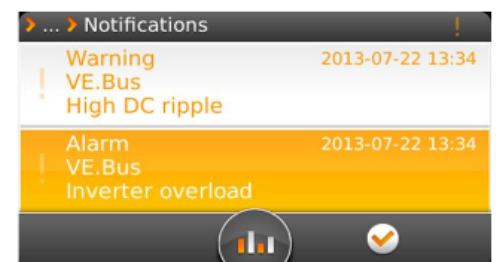 > ... > Notifications !
! Warning 2013-07-22 13:34
VE.Bus
High DC ripple
! Alarm 2013-07-22 13:34
VE.Bus
Inverter overload